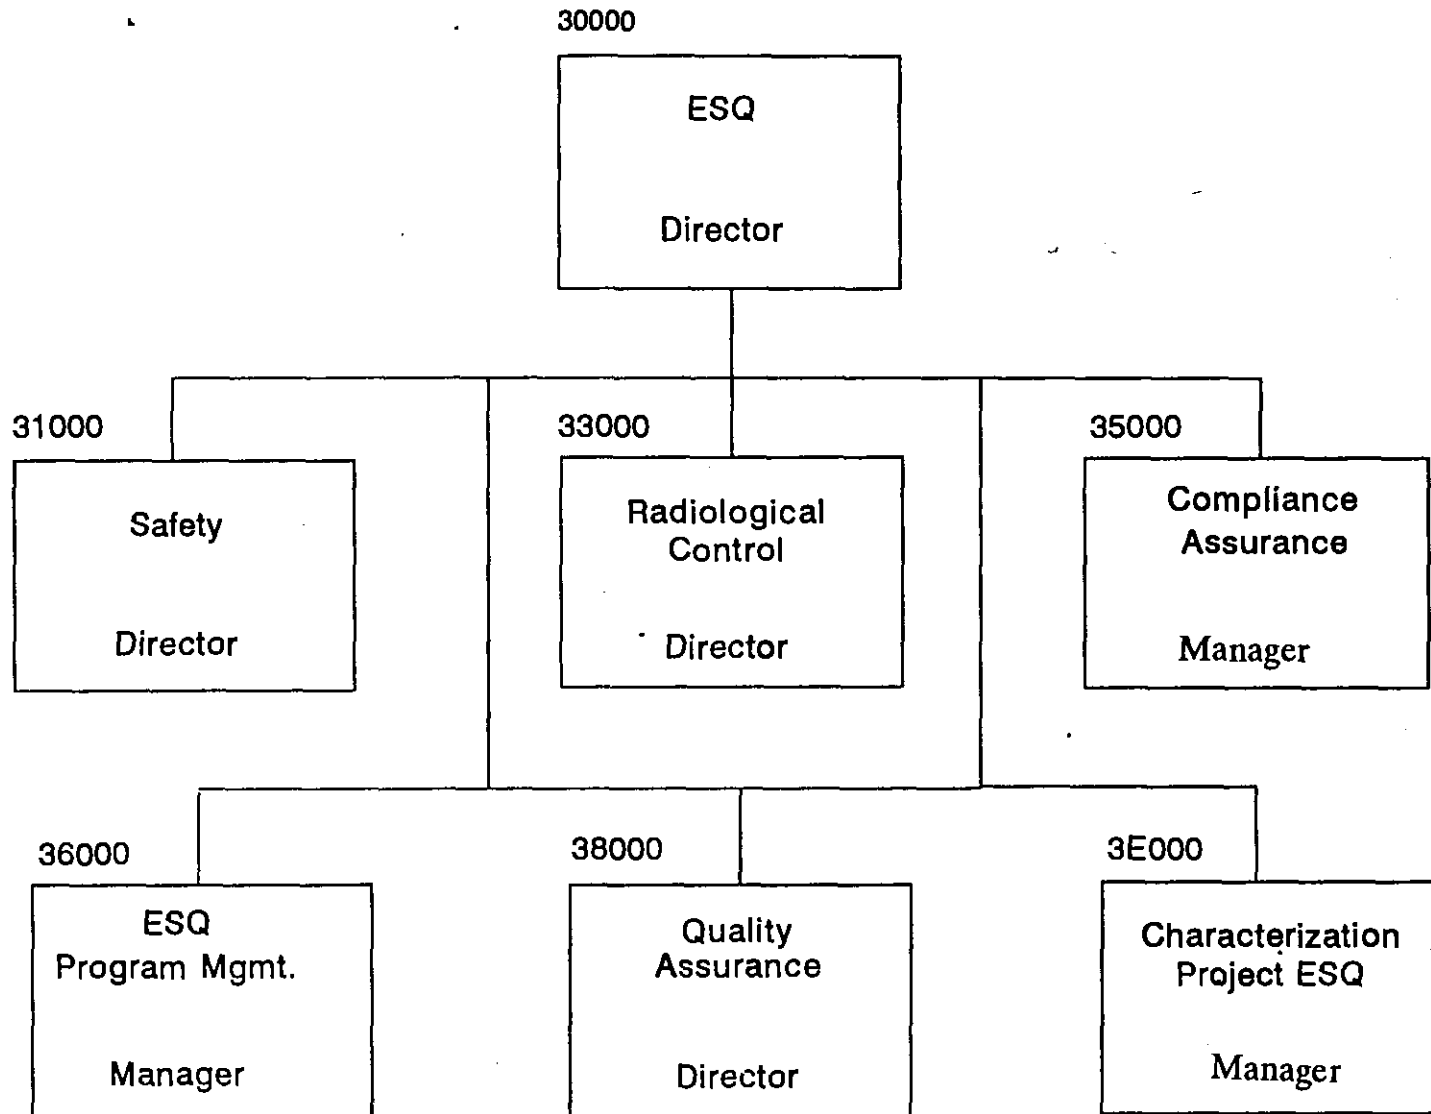 30000
ESQ
Director
31000
Safety
Director
33000
Radiological
Control
Director
35000
Compliance
Assurance
Manager
36000
ESQ
Program Mgmt.
Manager
38000
Quality
Assurance
Director
3E000
Characterization
Project ESQ
Manager